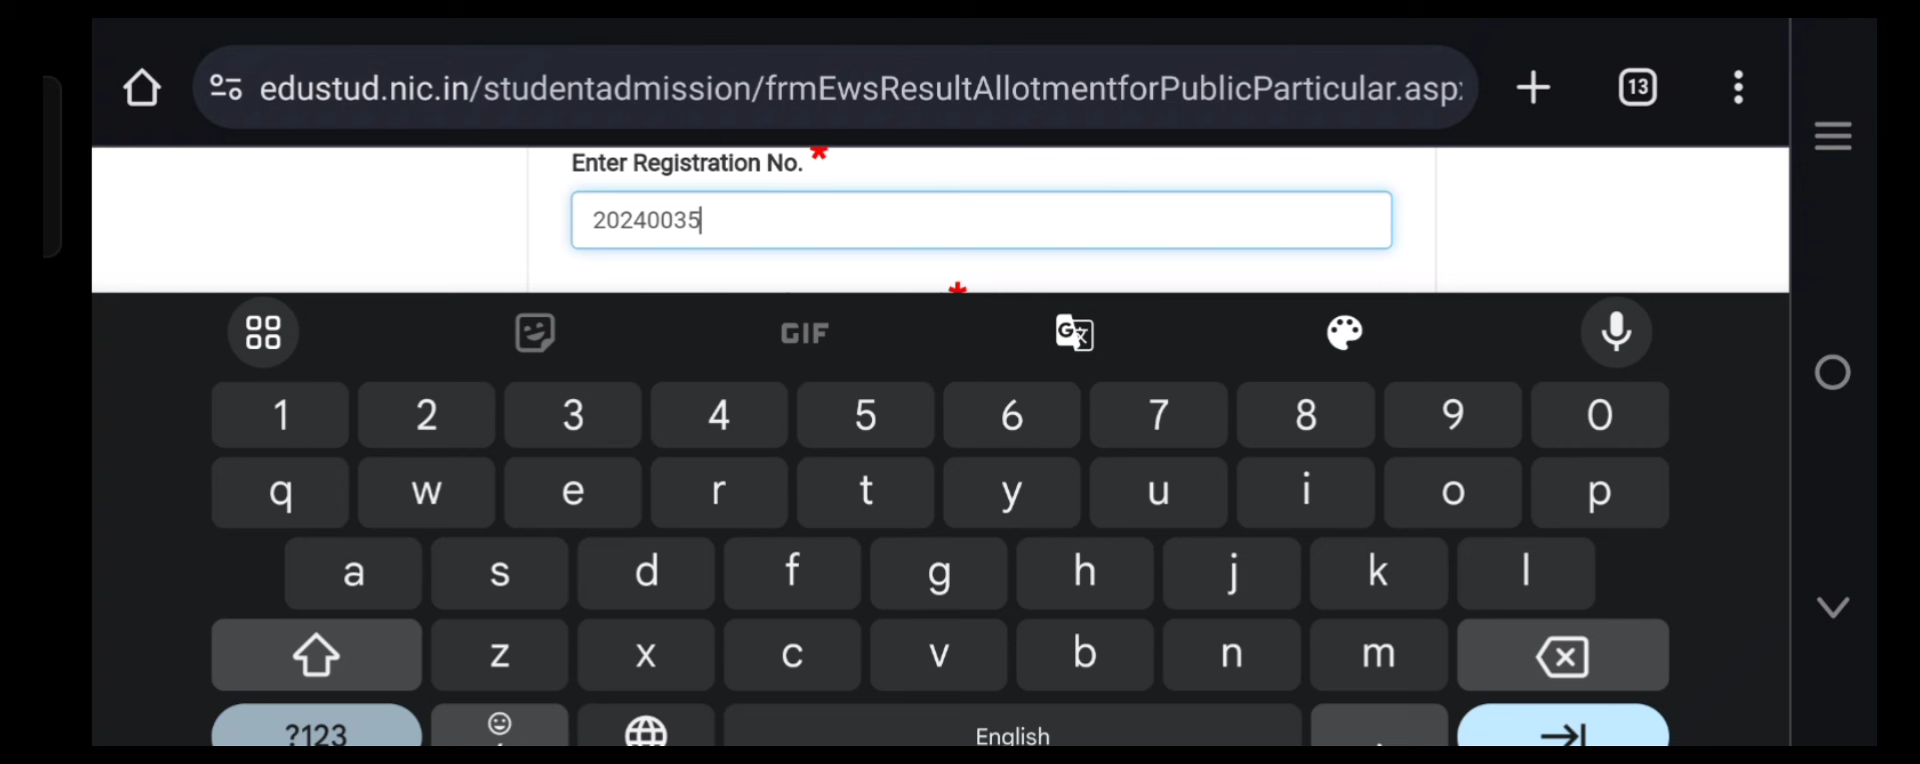 edustud.nic.in/studentadmission/frmEwsResultAllotmentforPublicParticular.asp
13
Enter Registration No. *
20240035
*
GIF
G
1 2 3 4 5 6 7 8 9 0
q w e r t y u i o p
a s d f g h j k l
z x c v b n m
?123
English